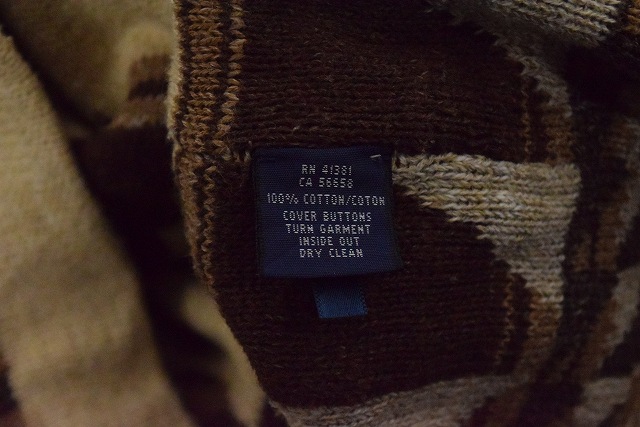 RN 41381
CA 56658
100% COTTON/COTON
COVER BUTTONS
TURN GARMENT
INSIDE OUT
DRY CLEAN